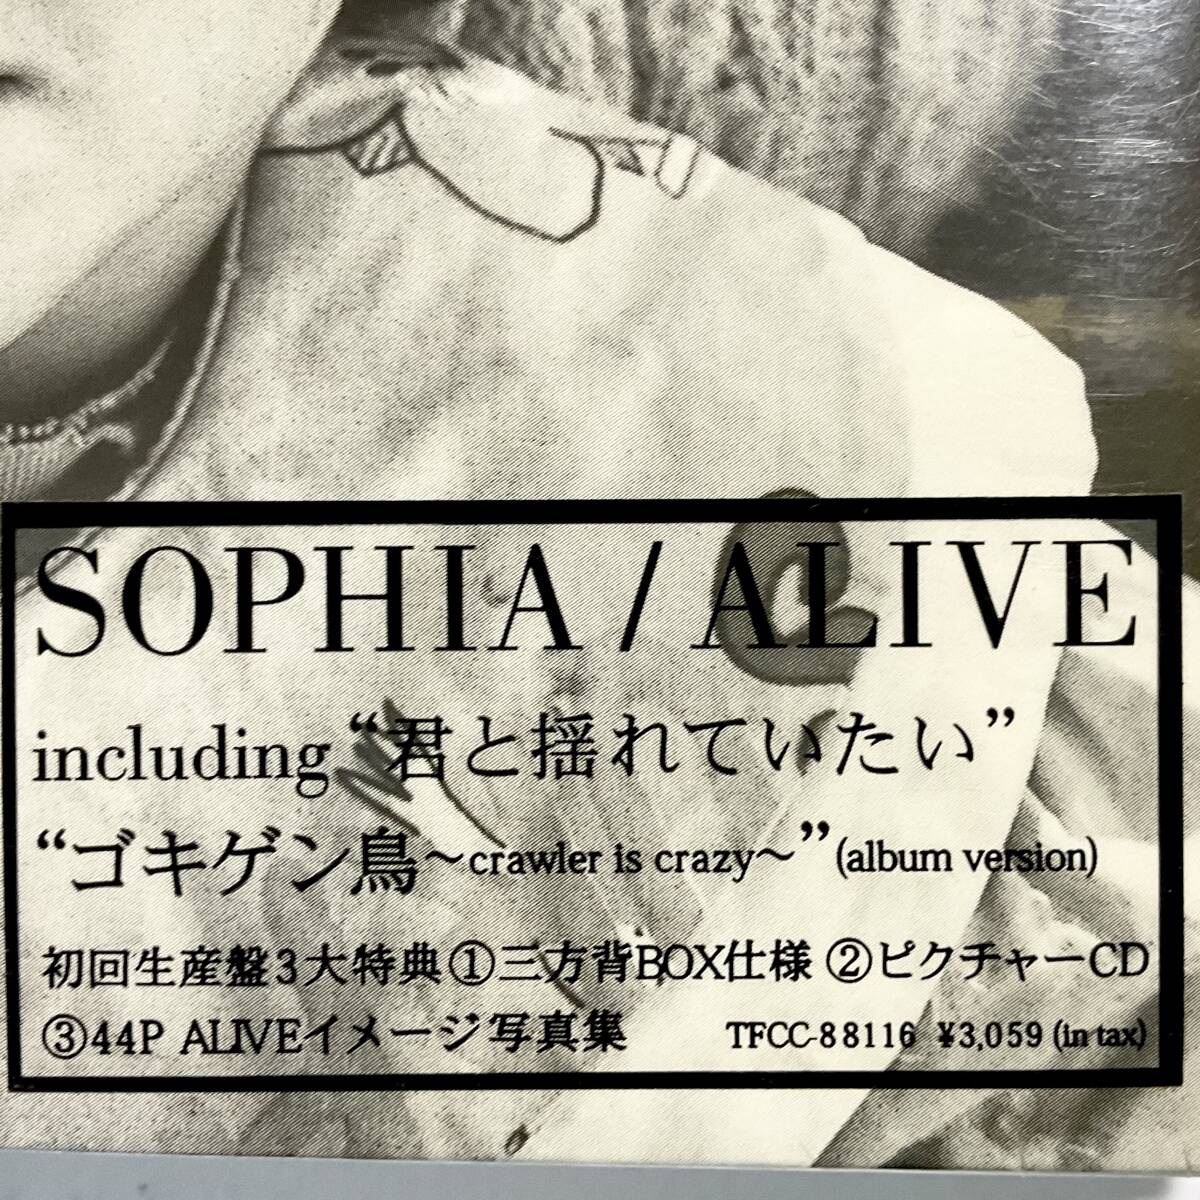 SOPHIA / ALIVE
including “君と揺れていたい”
“ゴキゲン鳥～crawler is crazy～” (album version)
初回生産盤3大特典①三方背BOX仕様 ②ピクチャーCD
③44P ALIVEイメージ写真集 TFCC-88116 ¥3,059 (in tax)